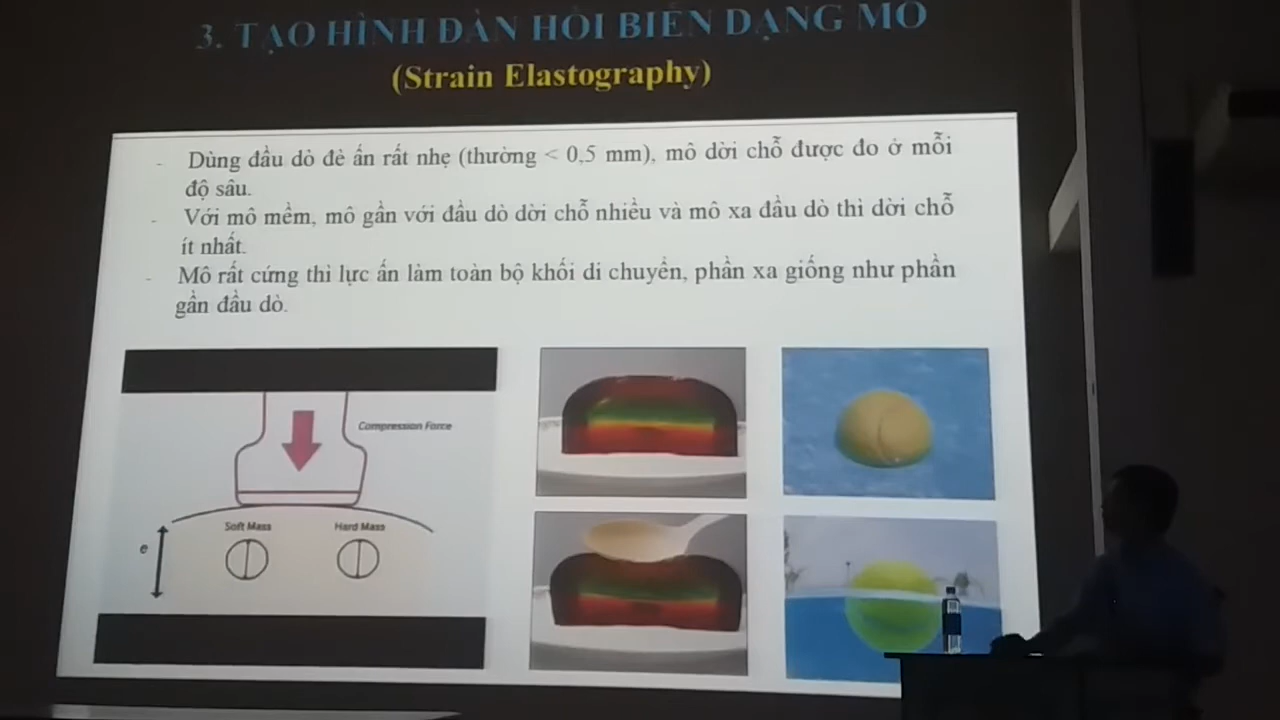 3. TẠO HÌNH ĐÀN HỒI BIẾN DẠNG MÔ
(Strain Elastography)
- Dùng đầu dò đè ấn rất nhẹ (thường < 0,5 mm), mô dời chỗ được đo ở mỗi
độ sâu.
- Với mô mềm, mô gần với đầu dò dời chỗ nhiều và mô xa đầu dò thì dời chỗ
ít nhất.
- Mô rất cứng thì lực ấn làm toàn bộ khối di chuyển, phần xa giống như phần
gần đầu dò.
Compression Force
Soft Mass
Hard Mass
e